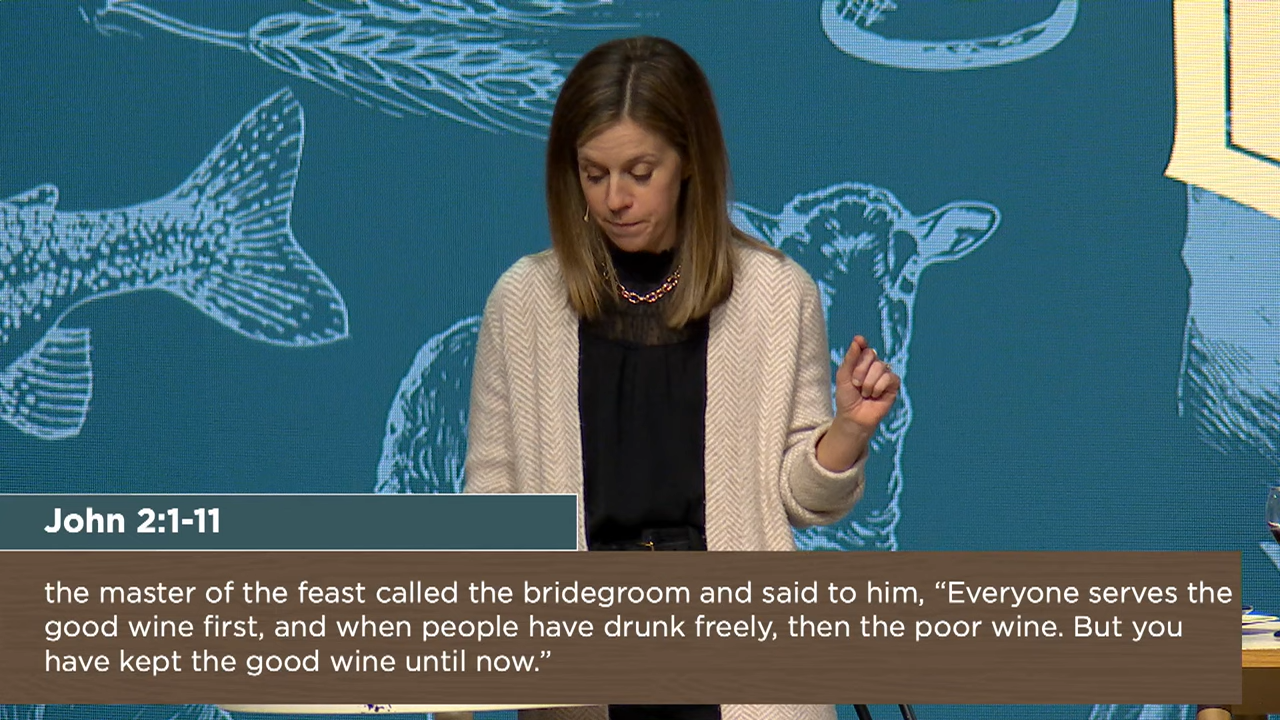 John 2:1-11
the master of the feast called the bridegroom and said to him, “Everyone serves the
good wine first, and when people have drunk freely, then the poor wine. But you
have kept the good wine until now.”